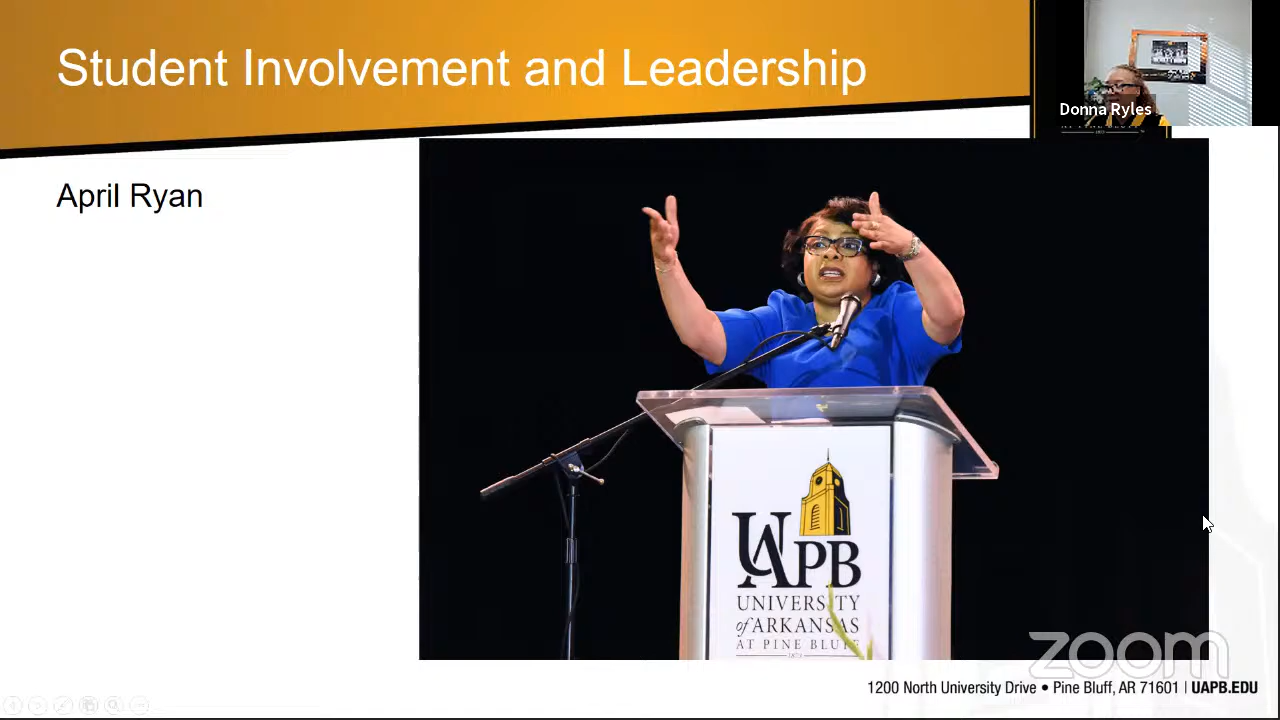 Student Involvement and Leadership
Donna Ryles
April Ryan
UAPB
UNIVERSITY
of ARKANSAS
AT PINE BLUFF
1873
zoom
1200 North University Drive • Pine Bluff, AR 71601 | UAPB.EDU